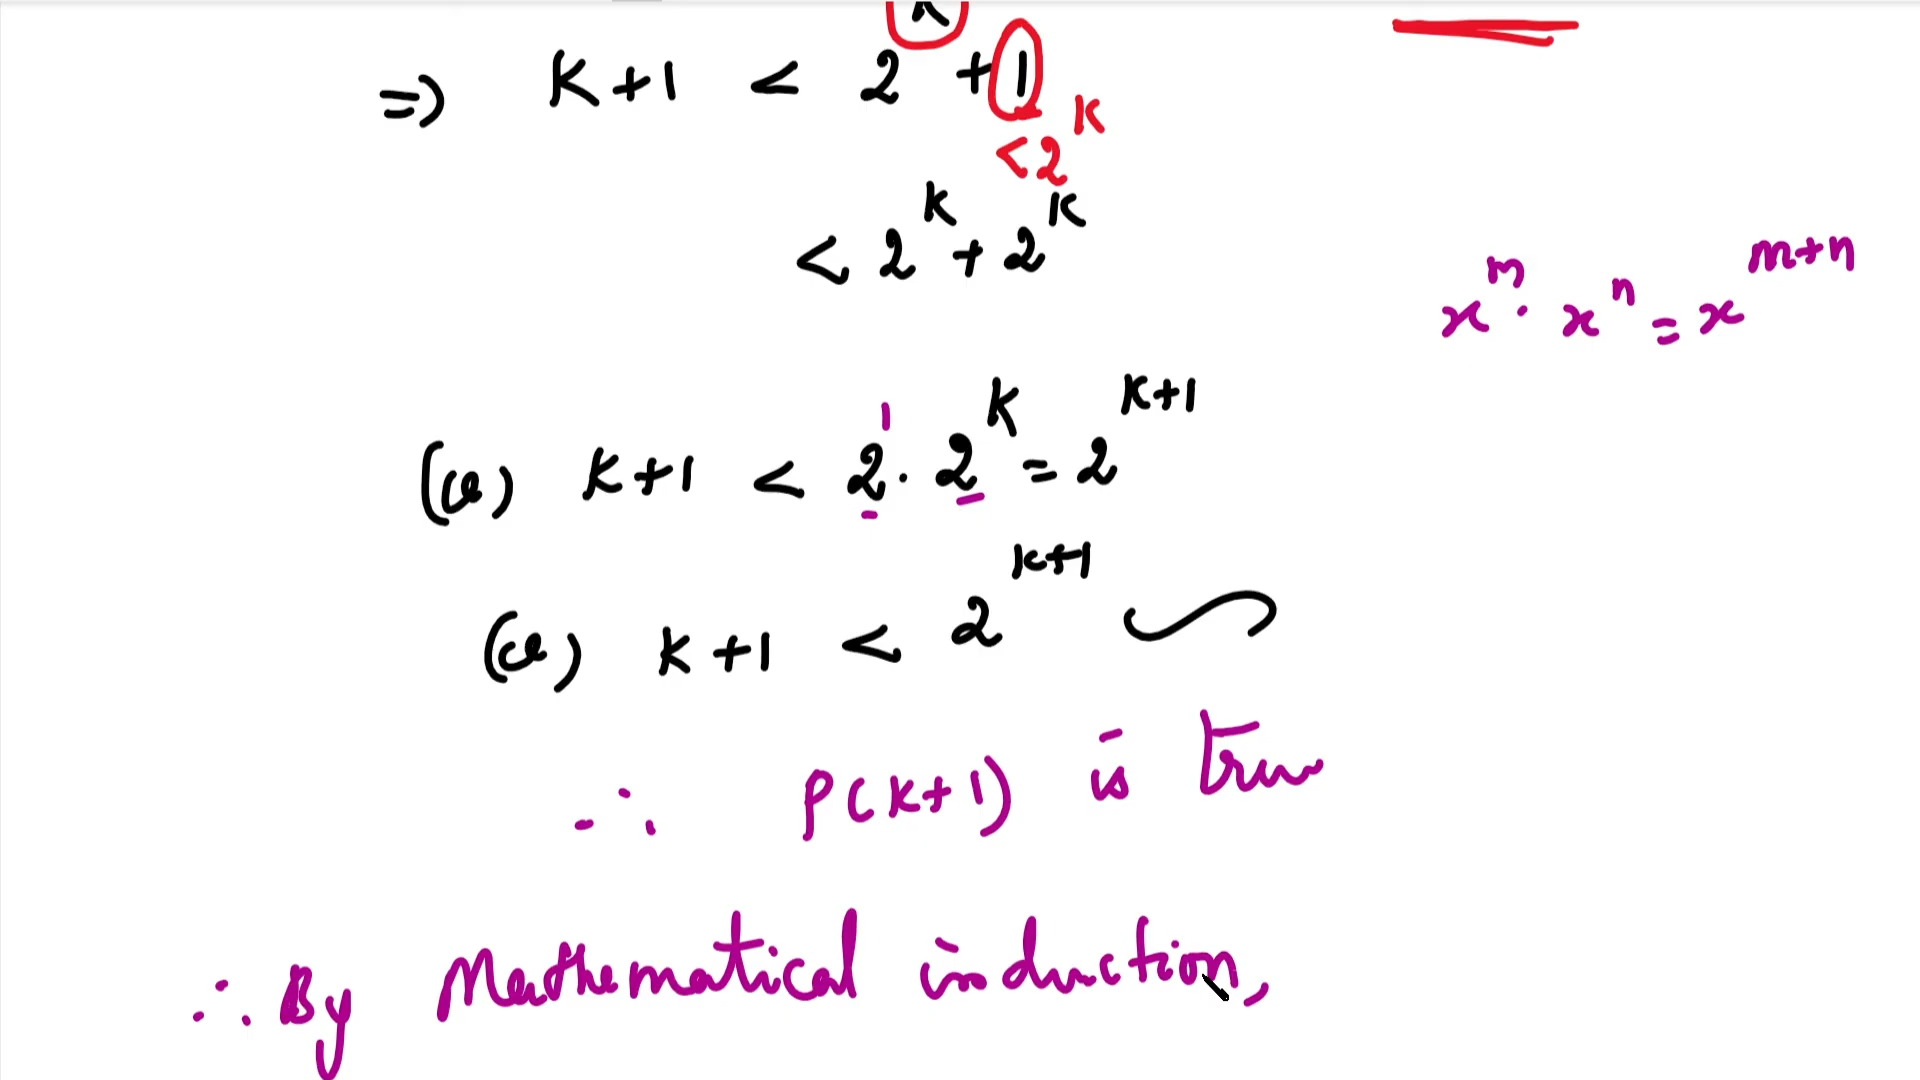 => K+1 < 2^k + 1
< 2^k
< 2^k + 2^k
x^m · x^n = x^{m+n}
(ie) k+1 < 2^1 · 2^k = 2^{k+1}
(ie) k+1 < 2^{k+1}
∴ P(k+1) is true
∴ By Mathematical induction,